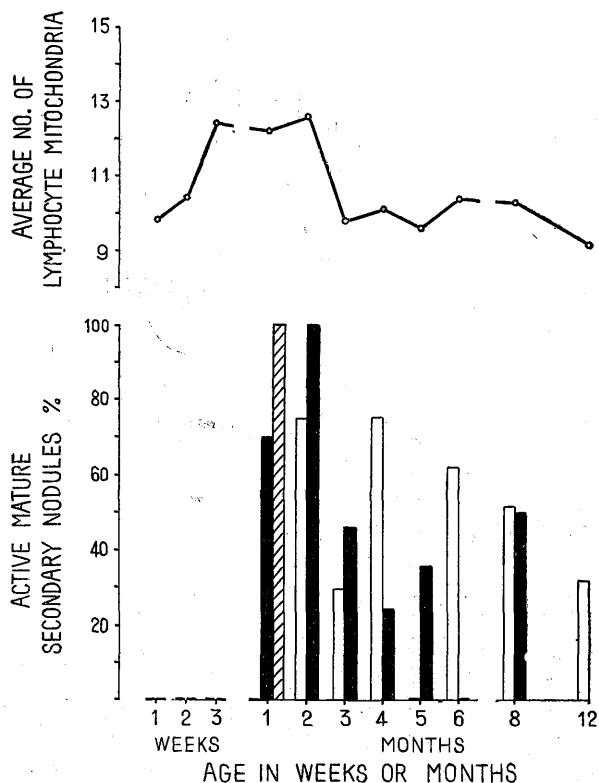 AVERAGE NO. OF
LYMPHOCYTE MITOCHONDRIA
15
13
11
9
ACTIVE MATURE
SECONDARY NODULES %
100
80
60
40
20
1 2 3 1 2 3 4 5 6 8 12
WEEKS MONTHS
AGE IN WEEKS OR MONTHS